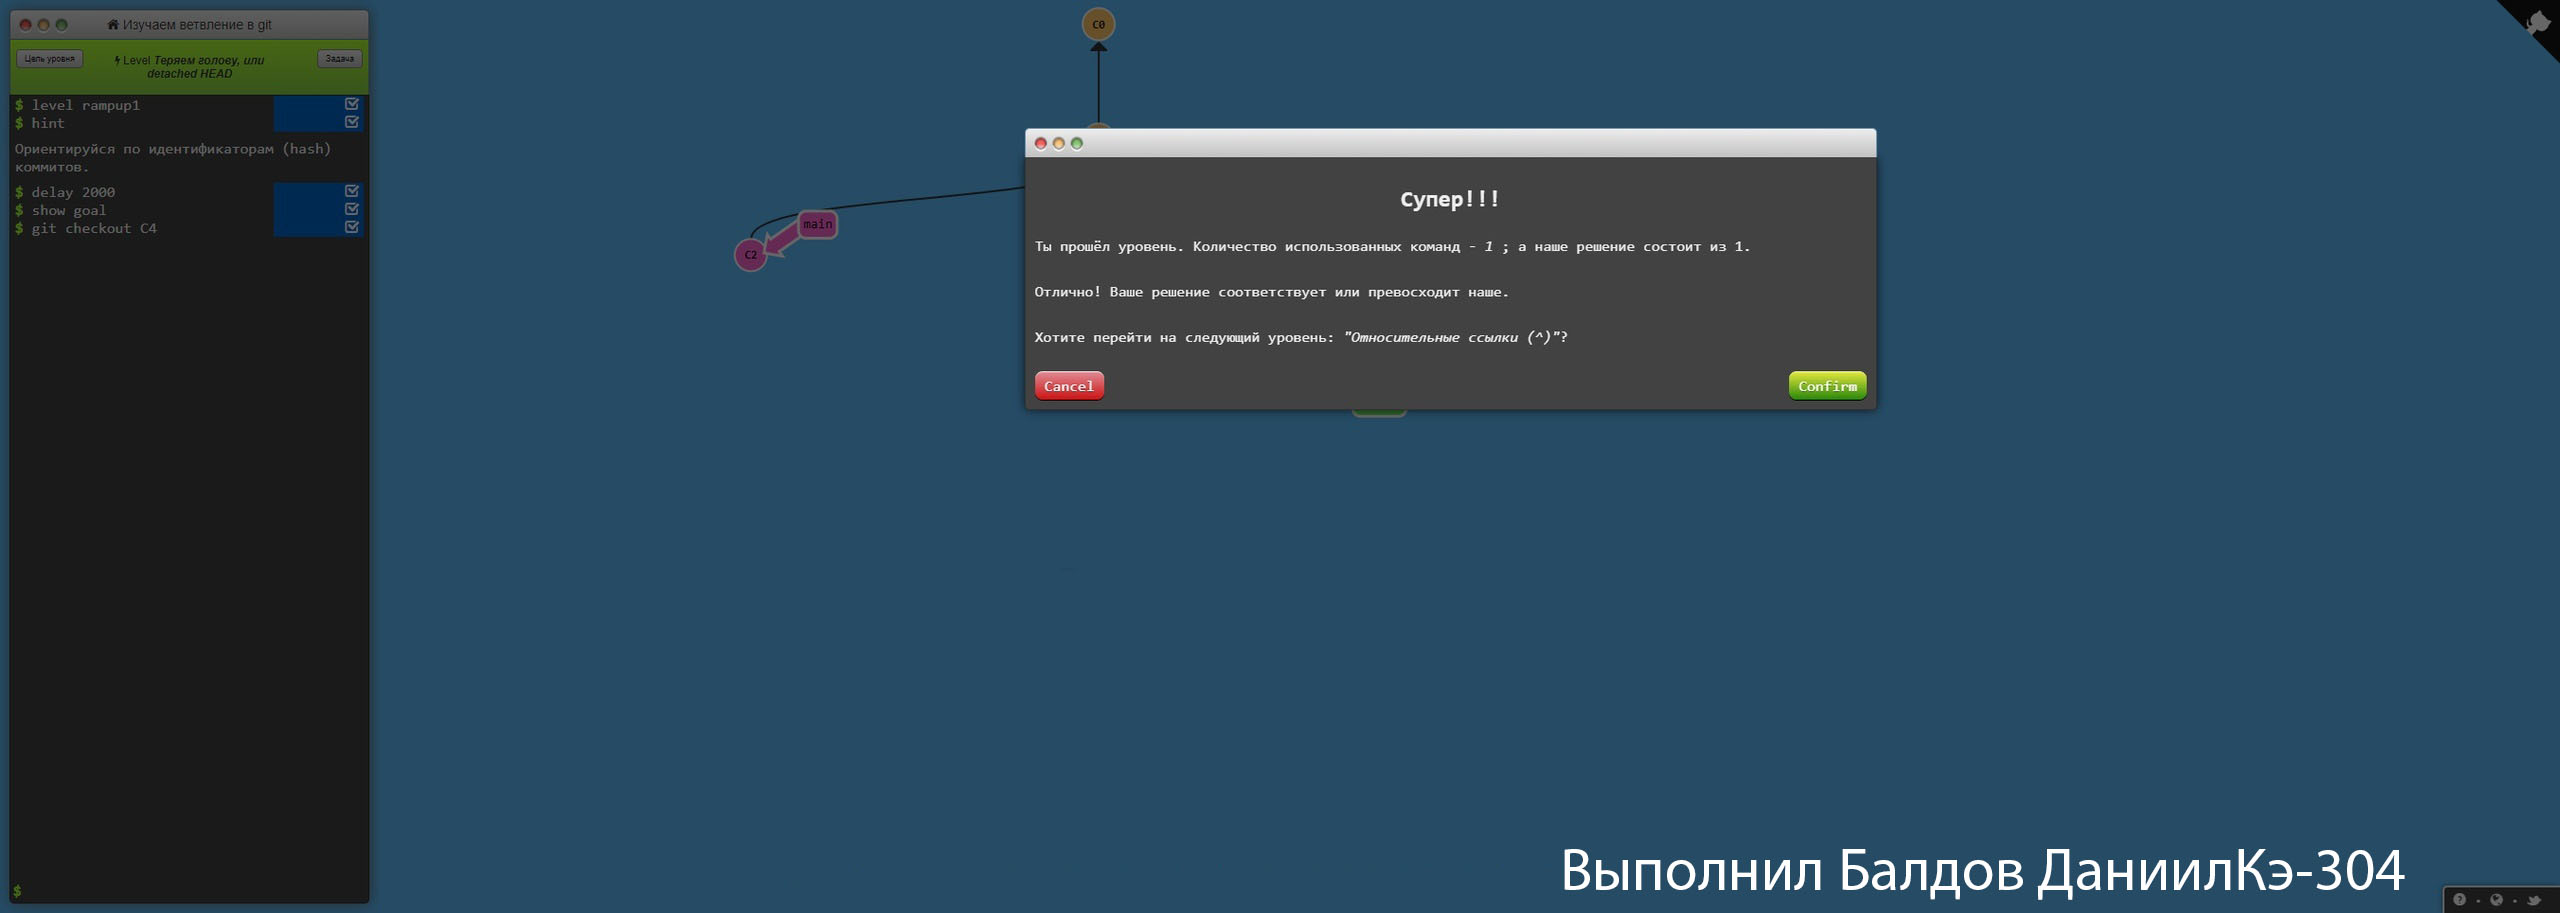 Изучаем ветвление в git
Цель уровня
Level Теряем голову, или
detached HEAD
Задача
$ level rampup1
$ hint
Ориентируйся по идентификаторам (hash)
коммитов.
$ delay 2000
$ show goal
$ git checkout C4
$
C0
main
C2
Супер!!!
Ты прошёл уровень. Количество использованных команд - 1 ; а наше решение состоит из 1.
Отлично! Ваше решение соответствует или превосходит наше.
Хотите перейти на следующий уровень: "Относительные ссылки (^)"?
Cancel
Confirm
Выполнил Балдов ДаниилКэ-304